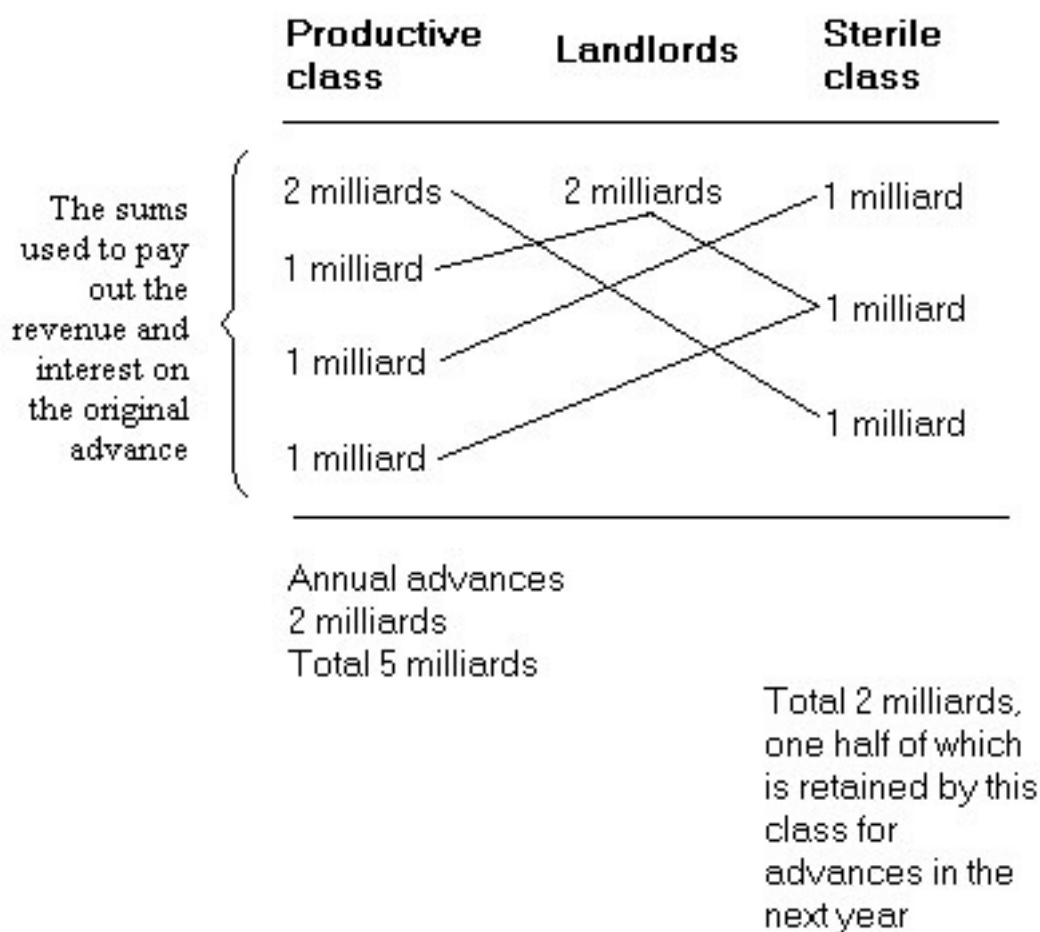 Productive
class
Landlords
Sterile
class
The sums
used to pay
out the
revenue and
interest on
the original
advance
2 milliards
2 milliards
1 milliard
1 milliard
1 milliard
1 milliard
1 milliard
1 milliard
Annual advances
2 milliards
Total 5 milliards
Total 2 milliards,
one half of which
is retained by this
class for
advances in the
next year